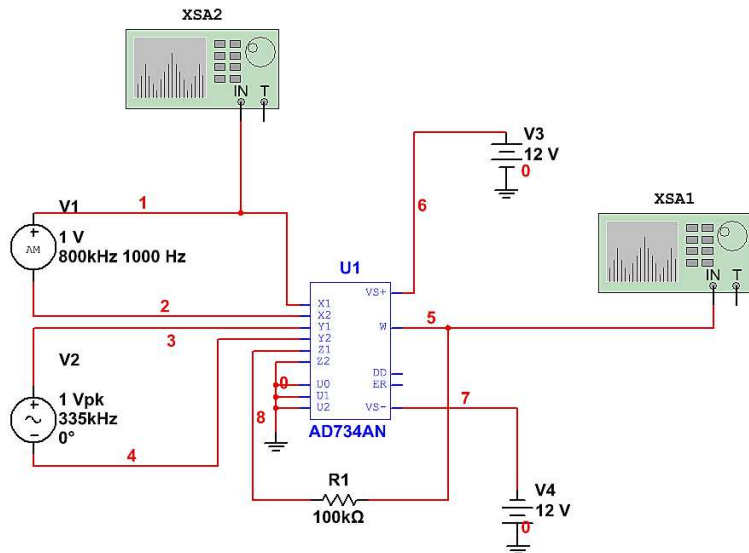 XSA2
IN T
V3
12 V
0
XSA1
IN T
1
6
V1
1 V
AM
800kHz 1000 Hz
U1
2
X1
X2
Y1
Y2
Z1
Z2
U0
U1
U2
VS+
W
DD
ER
VS-
5
3
V2
0
7
8
1 Vpk
335kHz
0°
AD734AN
4
R1
100kΩ
V4
12 V
0